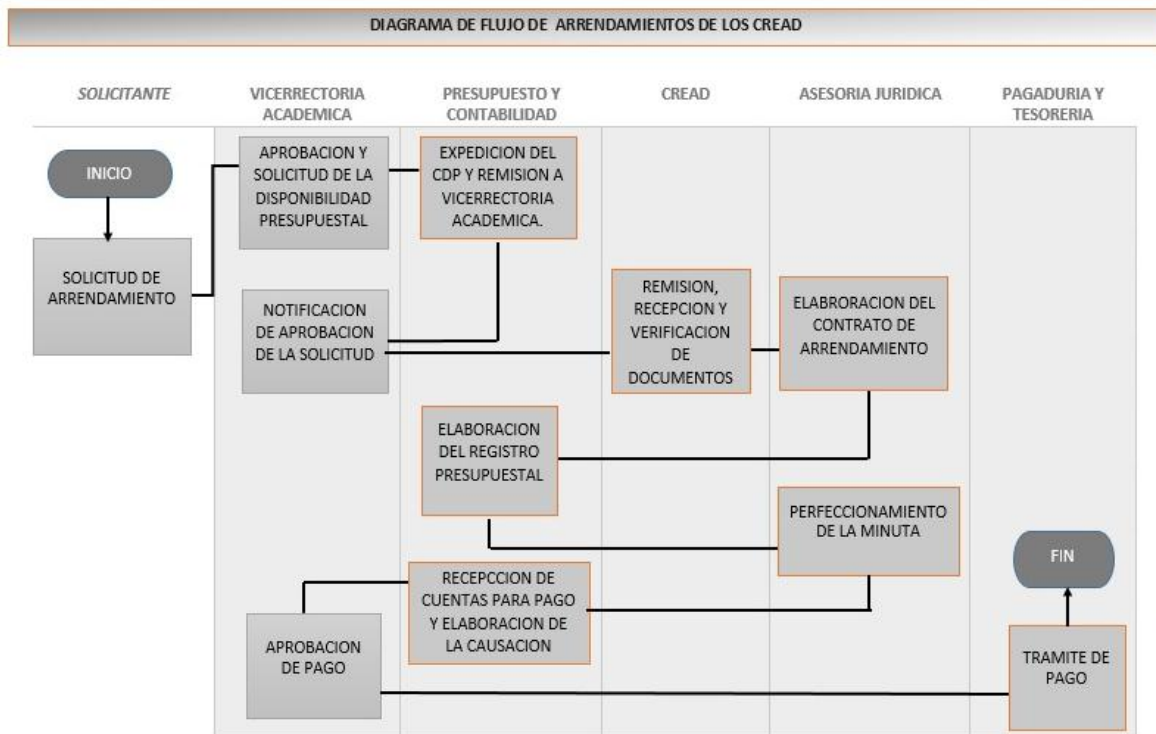 DIAGRAMA DE FLUJO DE ARRENDAMIENTOS DE LOS CREAD
SOLICITANTE
VICERRECTORIA
ACADEMICA
PRESUPUESTO Y
CONTABILIDAD
CREAD
ASESORIA JURIDICA
PAGADURIA Y
TESORERIA
INICIO
SOLICITUD DE
ARRENDAMIENTO
APROBACION Y
SOLICITUD DE LA
DISPONIBILIDAD
PRESUPUESTAL
EXPEDICION DEL
CDP Y REMISION A
VICERRECTORIA
ACADEMICA.
NOTIFICACION
DE APROBACION
DE LA SOLICITUD
REMISION,
RECEPCION Y
VERIFICACION
DE
DOCUMENTOS
ELABRORACION DEL
CONTRATO DE
ARRENDAMIENTO
ELABORACION
DEL REGISTRO
PRESUPUESTAL
PERFECCIONAMIENTO
DE LA MINUTA
RECEPCCION DE
CUENTAS PARA PAGO
Y ELABORACION DE
LA CAUSACION
APROBACION
DE PAGO
TRAMITE DE
PAGO
FIN